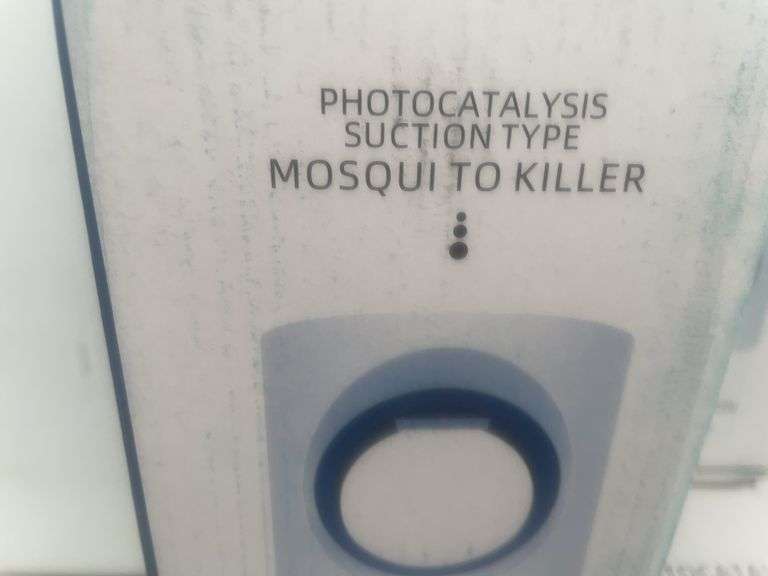 PHOTOCATALYSIS
SUCTION TYPE
MOSQUI TO KILLER